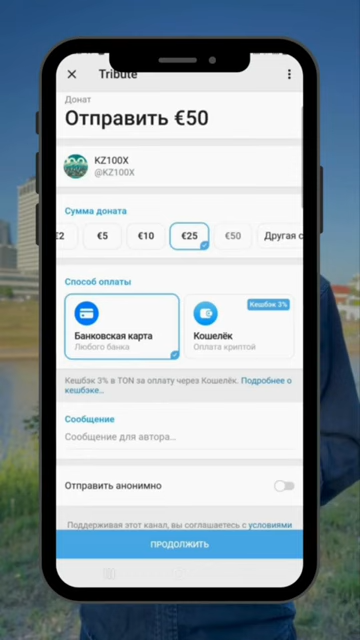 Tribute
Донат
Отправить €50
KZ100X
@KZ100X
Сумма доната
€2 €5 €10 €25 €50 Другая с
Способ оплаты
Кешбэк 3%
Банковская карта
Любого банка
Кошелёк
Оплата криптой
Кешбэк 3% в TON за оплату через Кошелёк. Подробнее о
кешбэке...
Сообщение
Сообщение для автора...
Отправить анонимно
Поддерживая этот канал, вы соглашаетесь с условиями
ПРОДОЛЖИТЬ